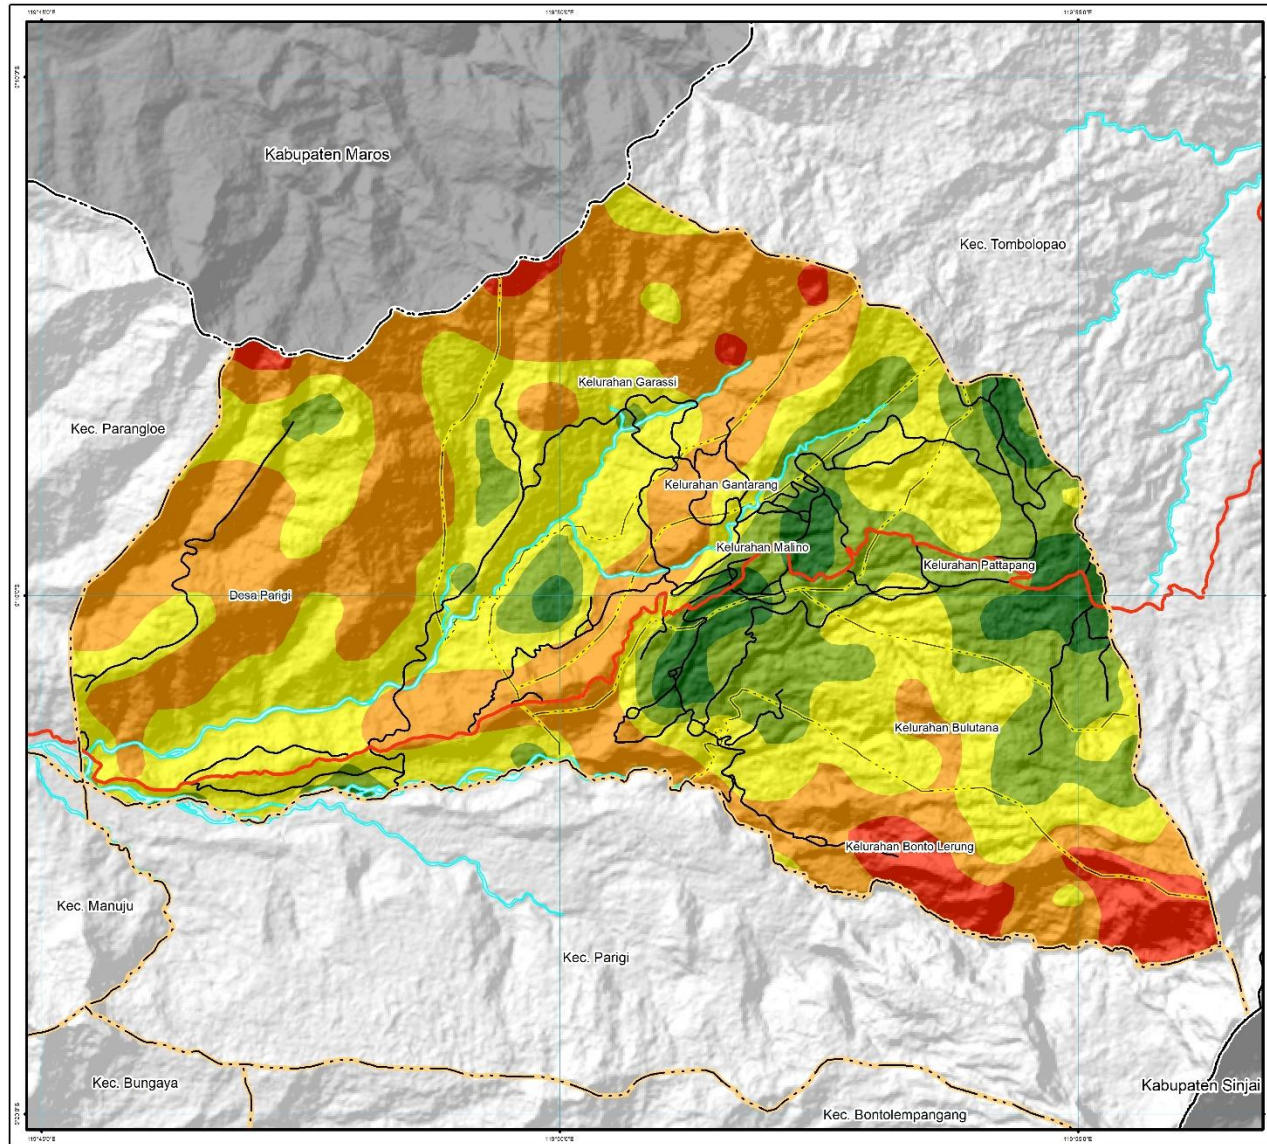 Kabupaten Maros
Kec. Tombolopao
Kelurahan Garassi
Kec. Parangloe
Kelurahan Gantarang
Kelurahan Malino
Kelurahan Pattapang
Desa Parigi
Kelurahan Bulutana
Kelurahan Bonto Lerung
Kec. Manuju
Kec. Parigi
Kec. Bungaya
Kabupaten Sinjai
Kec. Bontolempangang